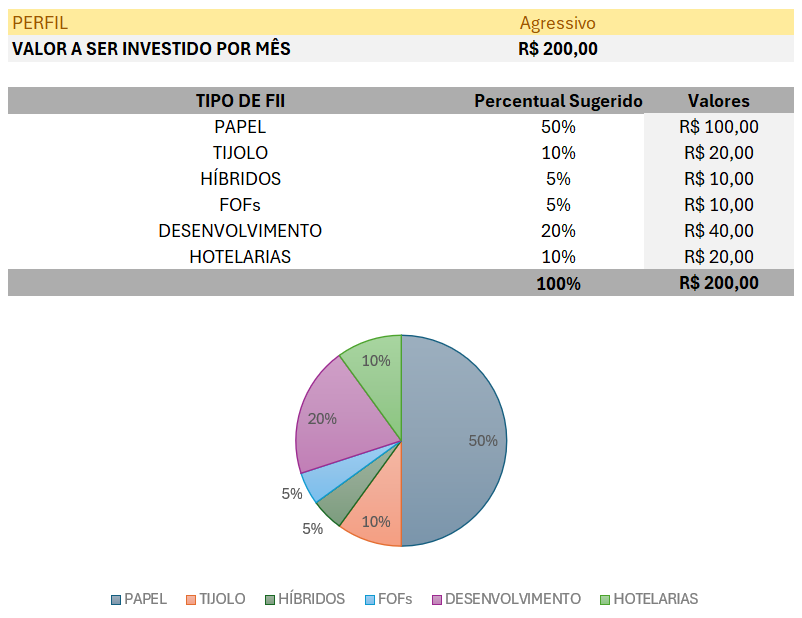 PERFIL Agressivo
VALOR A SER INVESTIDO POR MÊS R$ 200,00
TIPO DE FII Percentual Sugerido Valores
PAPEL 50% R$ 100,00
TIJOLO 10% R$ 20,00
HÍBRIDOS 5% R$ 10,00
FOFs 5% R$ 10,00
DESENVOLVIMENTO 20% R$ 40,00
HOTELARIAS 10% R$ 20,00
100% R$ 200,00
10%
20%
50%
5%
5%
10%
PAPEL TIJOLO HÍBRIDOS FOFs DESENVOLVIMENTO HOTELARIAS